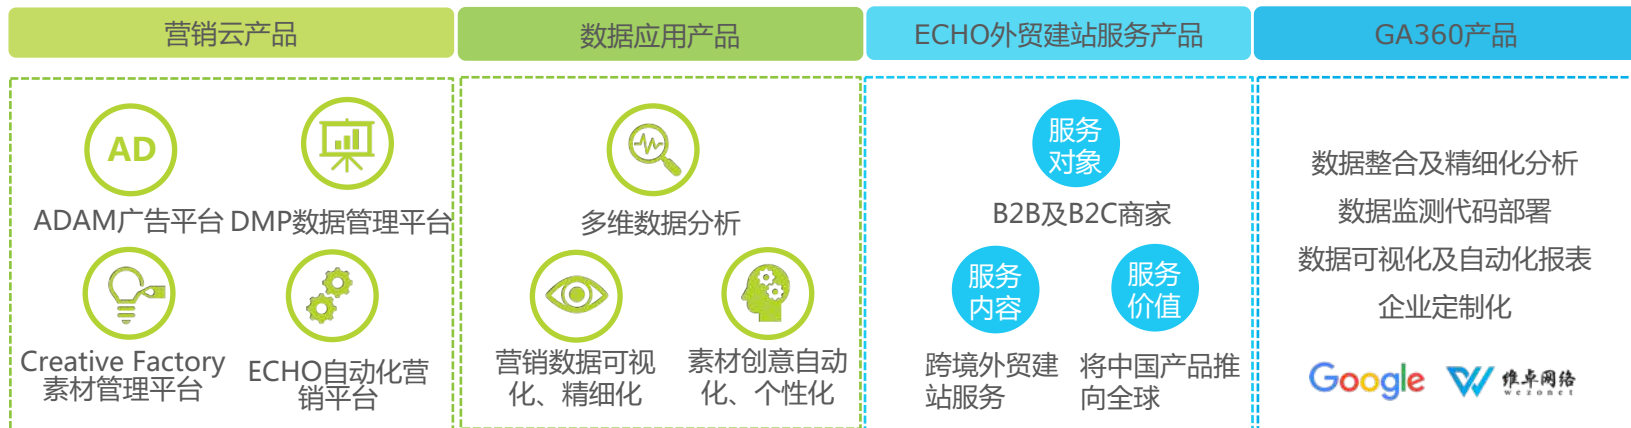 营销云产品
数据应用产品
ECHO外贸建站服务产品
GA360产品
AD
ADAM广告平台
DMP数据管理平台
Creative Factory
素材管理平台
ECHO自动化营
销平台
多维数据分析
营销数据可视
化、精细化
素材创意自动
化、个性化
服务
对象
B2B及B2C商家
服务
内容
跨境外贸建
站服务
服务
价值
将中国产品推
向全球
数据整合及精细化分析
数据监测代码部署
数据可视化及自动化报表
企业定制化
Google
维卓网络
wezonet